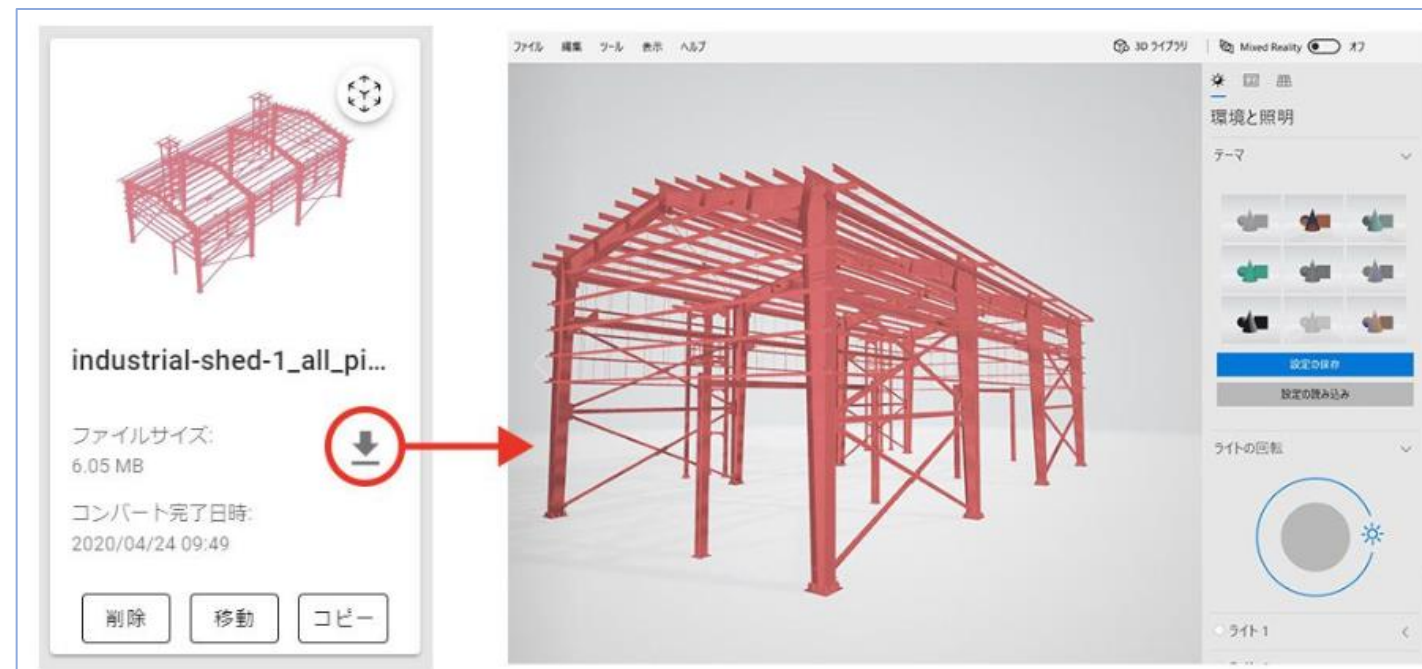 industrial-shed-1_all_pi...
ファイルサイズ:
6.05 MB
コンバート完了日時:
2020/04/24 09:49
削除 移動 コピー
ファイル 編集 ツール 表示 ヘルプ 3D ライブラリ Mixed Reality オフ
環境と照明
テーマ
設定の保存
設定の読み込み
ライトの回転
ライト 1